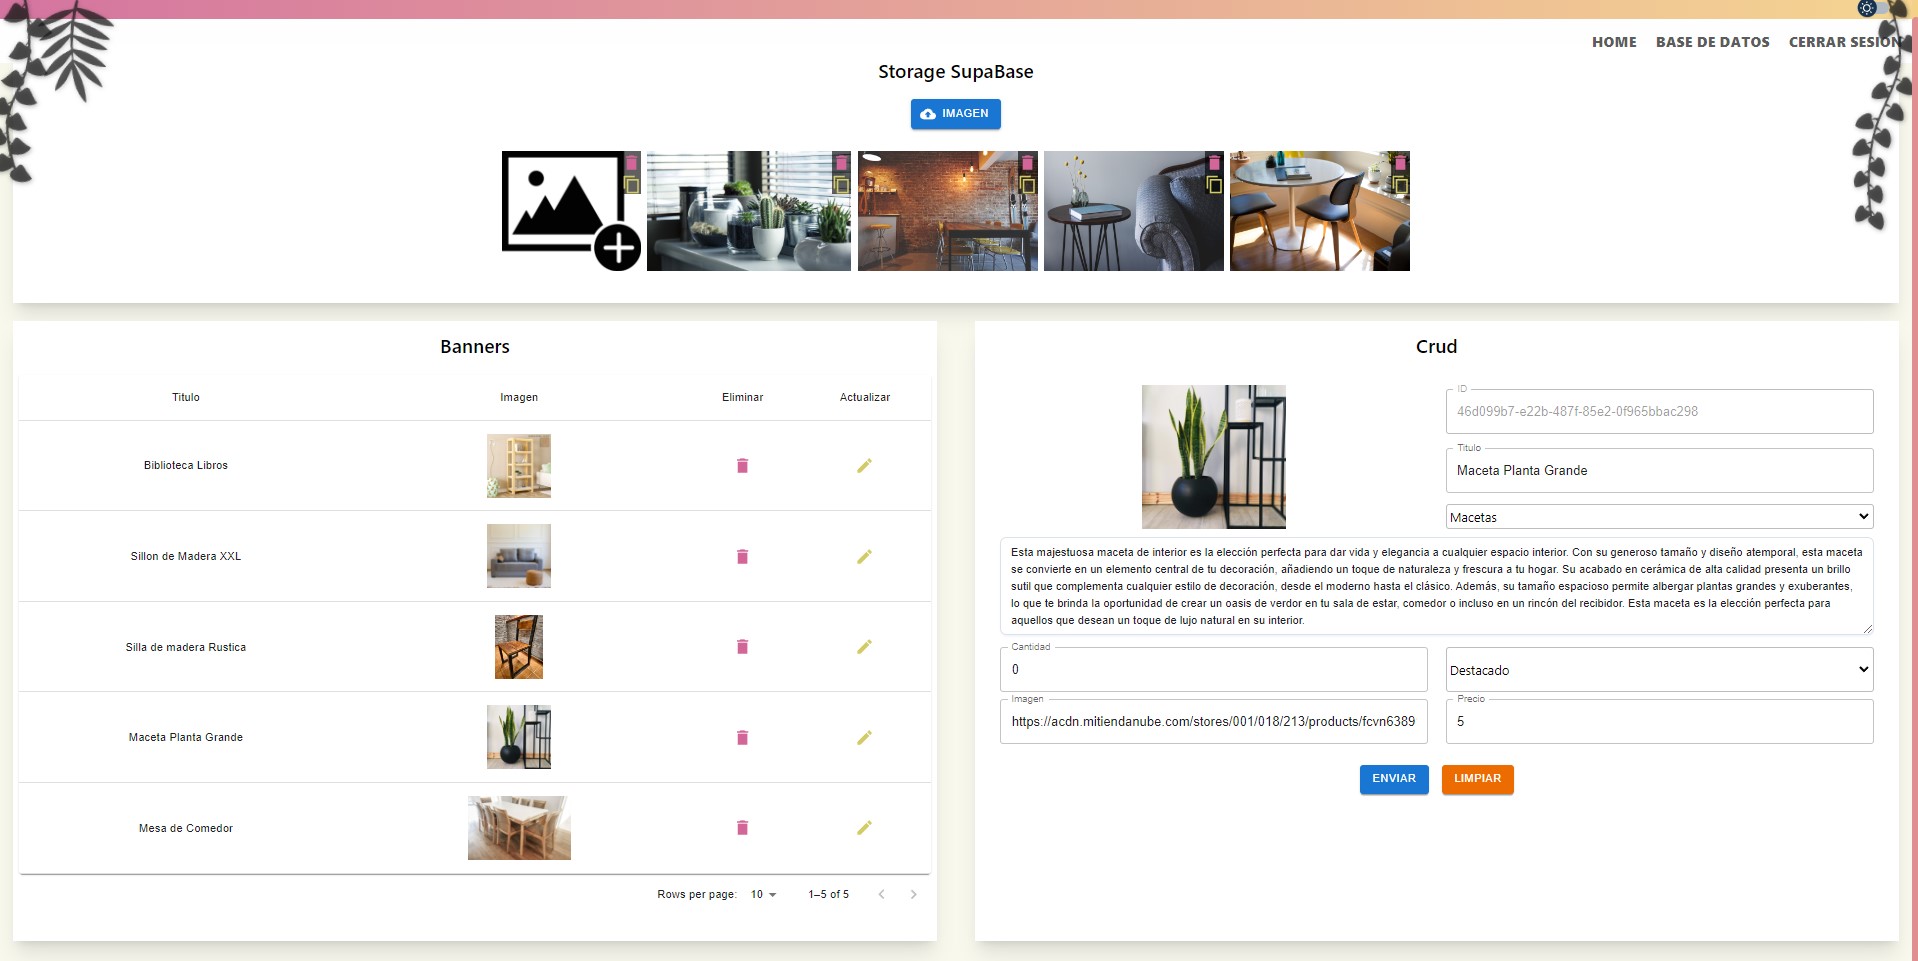 HOME BASE DE DATOS CERRAR SESION
Storage SupaBase
IMAGEN
Banners
Titulo Imagen Eliminar Actualizar
Biblioteca Libros
Sillon de Madera XXL
Silla de madera Rustica
Maceta Planta Grande
Mesa de Comedor
Rows per page: 10 1–5 of 5
Crud
ID
46d099b7-e22b-487f-85e2-0f965bbac298
Titulo
Maceta Planta Grande
Macetas
Esta majestuosa maceta de interior es la elección perfecta para dar vida y elegancia a cualquier espacio interior. Con su generoso tamaño y diseño atemporal, esta maceta
se convierte en un elemento central de tu decoración, añadiendo un toque de naturaleza y frescura a tu hogar. Su acabado en cerámica de alta calidad presenta un brillo
sutil que complementa cualquier estilo de decoración, desde el moderno hasta el clásico. Además, su tamaño espacioso permite albergar plantas grandes y exuberantes,
lo que te brinda la oportunidad de crear un oasis de verdor en tu sala de estar, comedor o incluso en un rincón del recibidor. Esta maceta es la elección perfecta para
aquellos que desean un toque de lujo natural en su interior.
Cantidad
0
Destacado
Imagen
https://acdn.mitiendanube.com/stores/001/018/213/products/fcvn6389
Precio
5
ENVIAR LIMPIAR